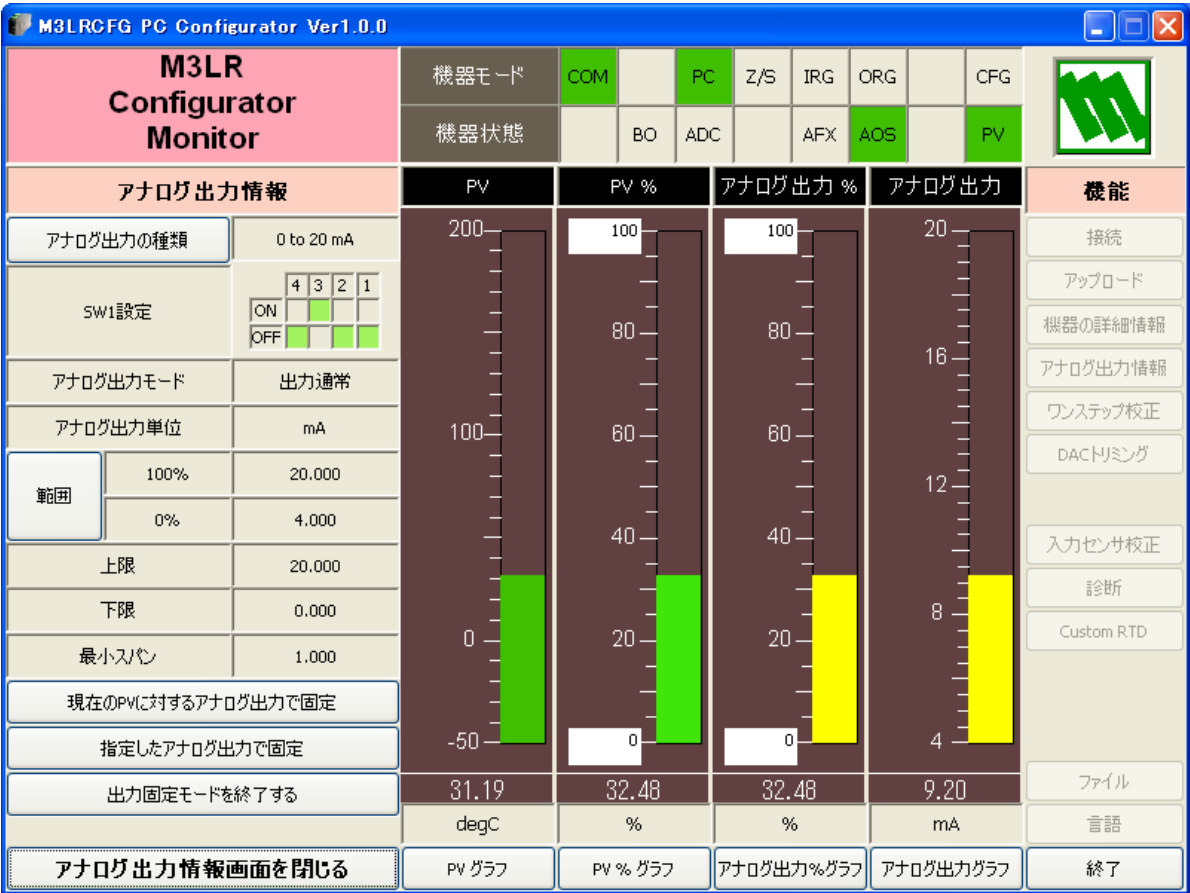 M3LRCFG PC Configurator Ver1.0.0
M3LR
Configurator
Monitor
機器モード
COM
PC
Z/S
IRG
ORG
CFG
機器状態
BO
ADC
AFX
AOS
PV
アナログ出力情報
アナログ出力の種類
0 to 20 mA
SW1設定
4 3 2 1
ON
OFF
アナログ出力モード
出力通常
アナログ出力単位
mA
範囲
100%
20.000
0%
4.000
上限
20.000
下限
0.000
最小スパン
1.000
現在のPVに対するアナログ出力で固定
指定したアナログ出力で固定
出力固定モードを終了する
アナログ出力情報画面を閉じる
PV
200
100
0
-50
31.19
degC
PV グラフ
PV %
100
80
60
40
20
0
32.48
%
PV % グラフ
アナログ出力 %
100
80
60
40
20
0
32.48
%
アナログ出力%グラフ
アナログ出力
20
16
12
8
4
9.20
mA
アナログ出力グラフ
機能
接続
アップロード
機器の詳細情報
アナログ出力情報
ワンステップ校正
DACトリミング
入力センサ校正
診断
Custom RTD
ファイル
言語
終了